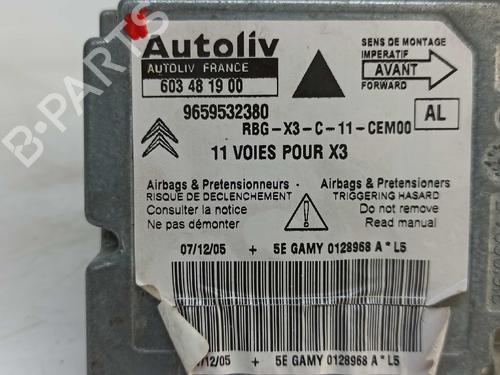 Autoliv
AUTOLIV FRANCE
603 48 19 00
SENS DE MONTAGE
IMPERATIF
AVANT
FORWARD
9659532380
RBG-X3-C-11-CEM00
AL
11 VOIES POUR X3
Airbags & Pretensionneurs
RISQUE DE DECLENCHEMENT
Consulter la notice
Ne pas démonter
Airbags & Pretensioners
TRIGGERING HASARD
Do not remove
Read manual
07/12/05 + 5E GAMY 0128968 A * L5
/12/05 + 5E GAMY 0128968 A * L5